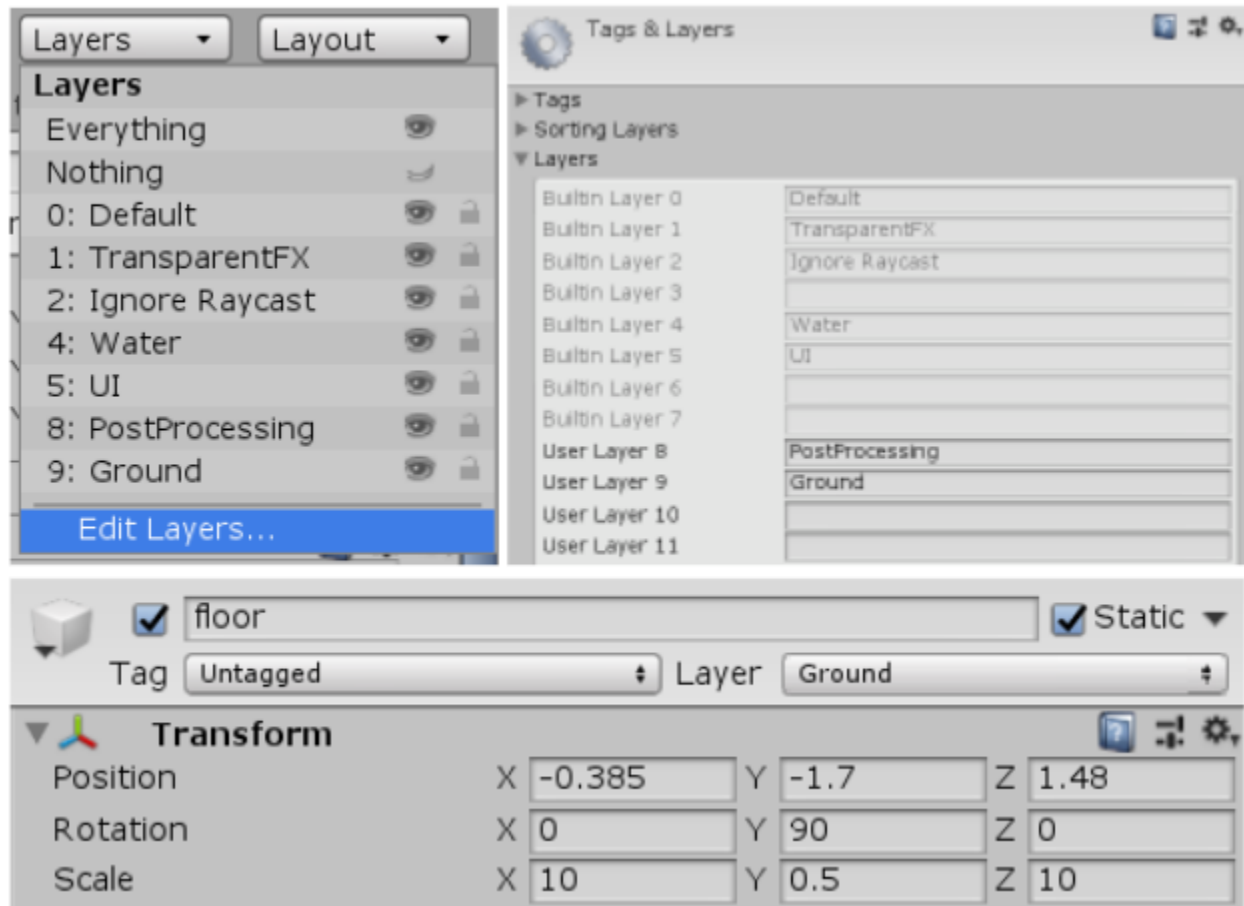 Layers
Layout
Layers
Everything
Nothing
0: Default
1: TransparentFX
2: Ignore Raycast
4: Water
5: UI
8: PostProcessing
9: Ground
Edit Layers...
Tags & Layers
Tags
Sorting Layers
Layers
Builtin Layer 0 Default
Builtin Layer 1 TransparentFX
Builtin Layer 2 Ignore Raycast
Builtin Layer 3
Builtin Layer 4 Water
Builtin Layer 5 UI
Builtin Layer 6
Builtin Layer 7
User Layer 8 PostProcessing
User Layer 9 Ground
User Layer 10
User Layer 11
floor Static
Tag Untagged Layer Ground
Transform
Position X -0.385 Y -1.7 Z 1.48
Rotation X 0 Y 90 Z 0
Scale X 10 Y 0.5 Z 10